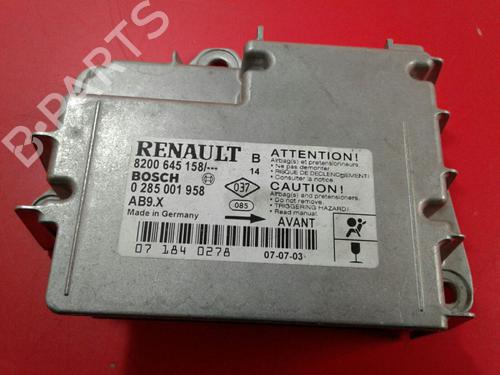 B-PARTS
RENAULT B
8200 645 158/--- 14
BOSCH
0 285 001 958
AB9.X
Made in Germany
037
085
ATTENTION!
Airbag(s) et pretensionneurs.
• Ne pas demonter.
(RISQUE DE DECLENCHEMENT)
• Consulter la notice.
CAUTION!
Airbag(s) and pretensioners.
• Do not remove.
(TRIGGERING HAZARD)
• Read manual.
AVANT
07 184 0278 07-07-03